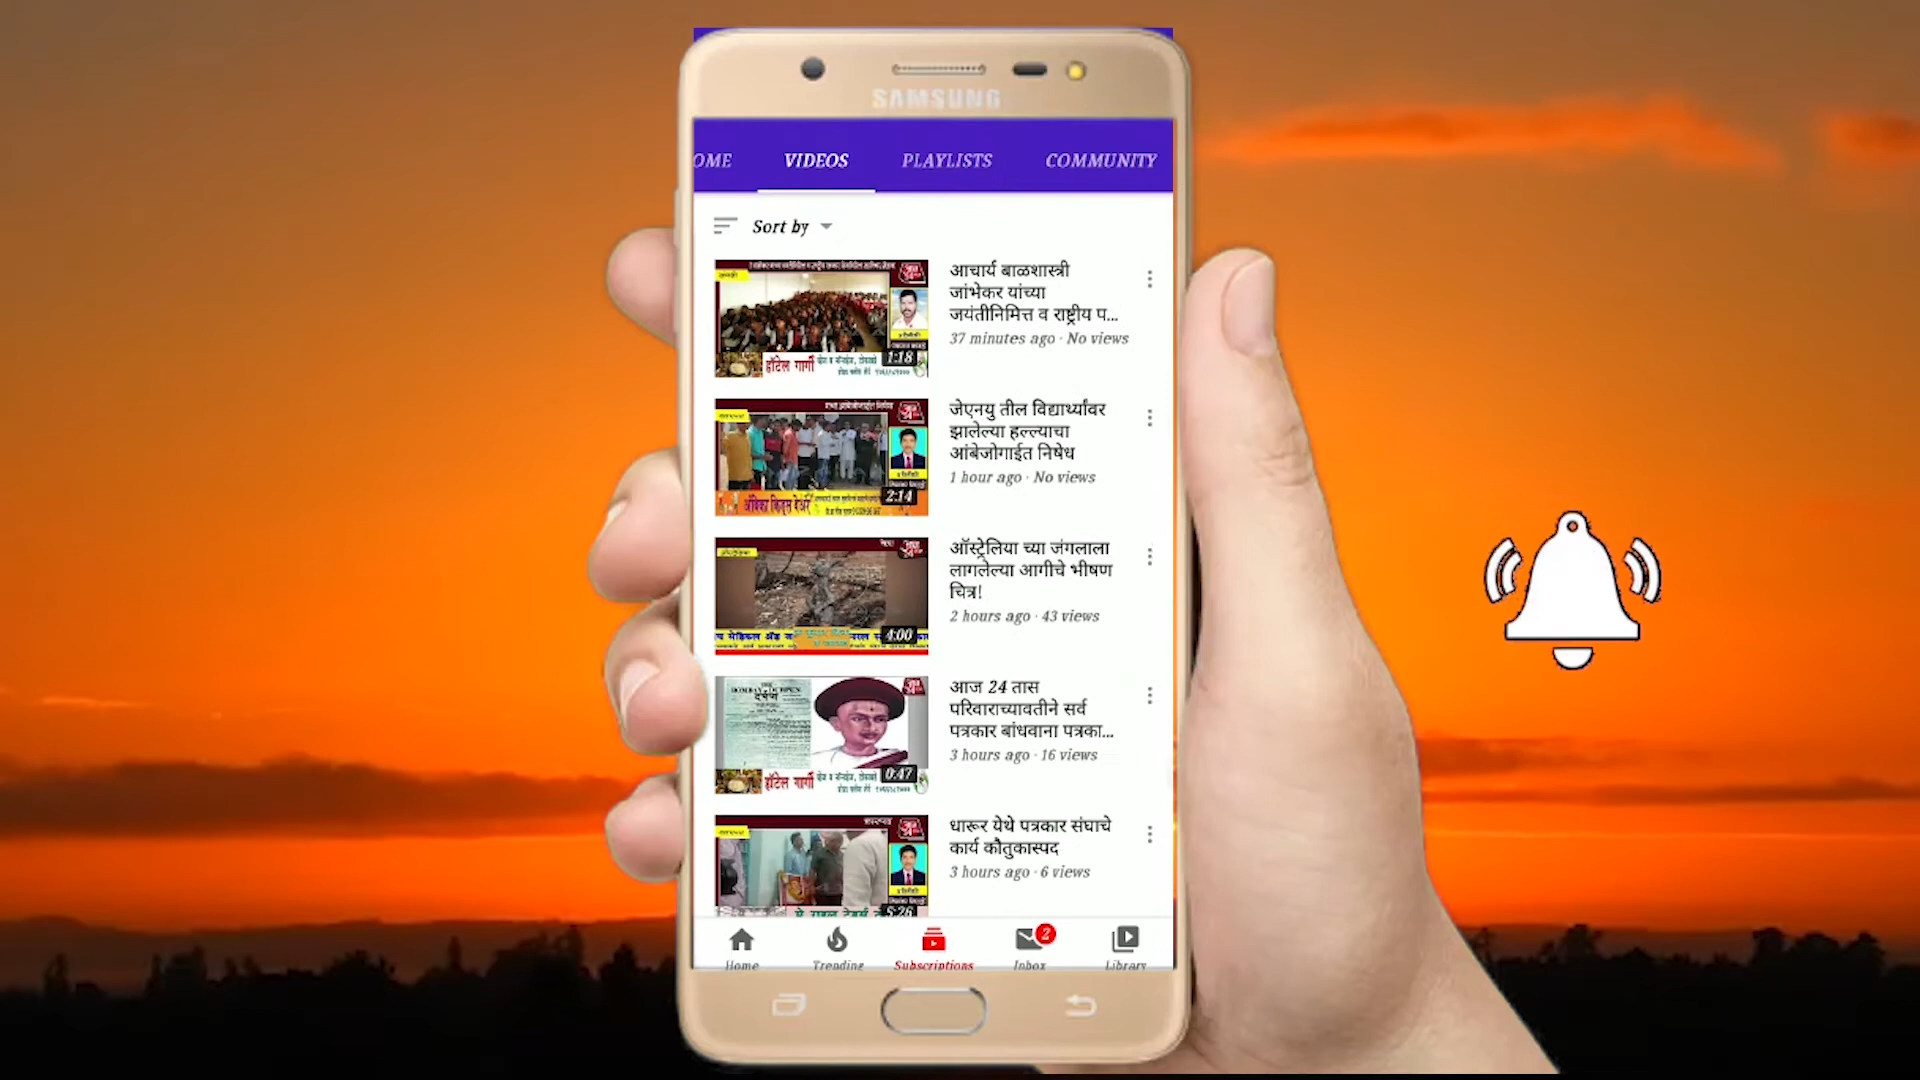 SAMSUNG
OME VIDEOS PLAYLISTS COMMUNITY
Sort by
आचार्य बाळशास्त्री
जांभेकर यांच्या
जयंतीनिमित्त व राष्ट्रीय प...
37 minutes ago · No views
हॉटेल गार्गी
1:18
जेएनयु तील विद्यार्थ्यांवर
झालेल्या हल्ल्याचा
आंबेजोगाईत निषेध
1 hour ago · No views
2:14
ऑस्ट्रेलिया च्या जंगलाला
लागलेल्या आगीचे भीषण
चित्र!
2 hours ago · 43 views
4:00
आज 24 तास
परिवाराच्यावतीने सर्व
पत्रकार बांधवाना पत्रका...
3 hours ago · 16 views
हॉटेल गार्गी
0:47
धारूर येथे पत्रकार संघाचे
कार्य कौतुकास्पद
3 hours ago · 6 views
5:26
2
Home Trending Subscriptions Inbox Library